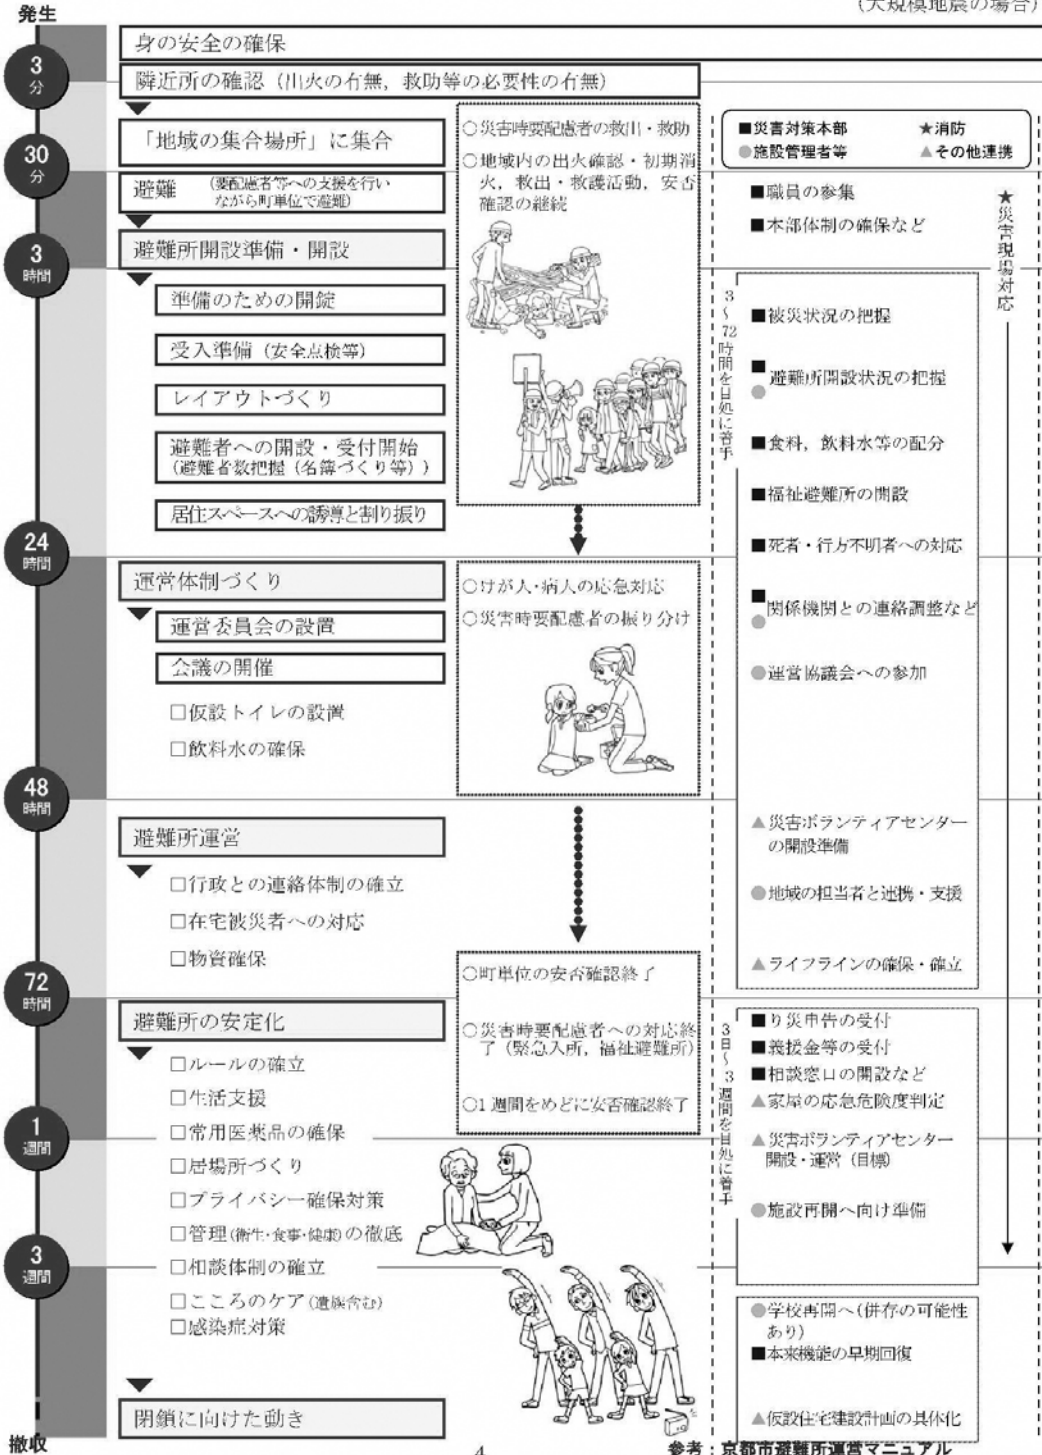 発生
(大規模地震の場合)
3
分
身の安全の確保
隣近所の確認（出火の有無，救助等の必要性の有無）
「地域の集合場所」に集合
30
分
避難
(要配慮者等への支援を行い
ながら町単位で避難)
避難所開設準備・開設
3
時間
準備のための開錠
受入準備（安全点検等）
レイアウトづくり
避難者への開設・受付開始
(避難者数把握（名簿づくり等）)
居住スペースへの誘導と割り振り
24
時間
運営体制づくり
運営委員会の設置
会議の開催
□仮設トイレの設置
□飲料水の確保
48
時間
避難所運営
□行政との連絡体制の確立
□在宅被災者への対応
□物資確保
72
時間
避難所の安定化
□ルールの確立
□生活支援
□常用医薬品の確保
1
週間
□居場所づくり
□プライバシー確保対策
□管理(衛生・食事・健康)の徹底
□相談体制の確立
3
週間
□こころのケア(遺族含む)
□感染症対策
閉鎖に向けた動き
撤収
○災害時要配慮者の救出・救助
○地域内の出火確認・初期消
火，救出・救護活動，安否
確認の継続
○けが人・病人の応急対応
○災害時要配慮者の振り分け
○町単位の安否確認終了
○災害時要配慮者への対応終
了（緊急入所，福祉避難所）
○1週間をめどに安否確認終了
■災害対策本部 ★消防
●施設管理者等 ▲その他連携
■職員の参集
■本部体制の確保など
★災害現場対応
3～72時間を目処に着手
■被災状況の把握
■●避難所開設状況の把握
■食料，飲料水等の配分
■福祉避難所の開設
■死者・行方不明者への対応
■●関係機関との連絡調整など
●運営協議会への参加
▲災害ボランティアセンター
の開設準備
●地域の担当者と連携・支援
▲ライフラインの確保・確立
3日～3週間を目処に着手
■り災申告の受付
■義援金等の受付
■相談窓口の開設など
▲家屋の応急危険度判定
▲災害ボランティアセンター
開設・運営（目標）
●施設再開へ向け準備
●学校再開へ(併存の可能性
あり)
■本来機能の早期回復
▲仮設住宅建設計画の具体化
4
参考：京都市避難所運営マニュアル